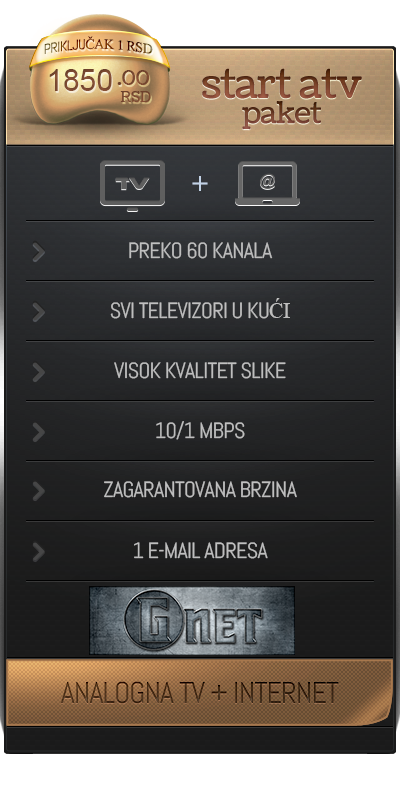 PRIKLJUČAK 1 RSD
1850.00
RSD
start atv
paket
TV + @
PREKO 60 KANALA
SVI TELEVIZORI U KUĆI
VISOK KVALITET SLIKE
10/1 MBPS
ZAGARANTOVANA BRZINA
1 E-MAIL ADRESA
GNET
ANALOGNA TV + INTERNET